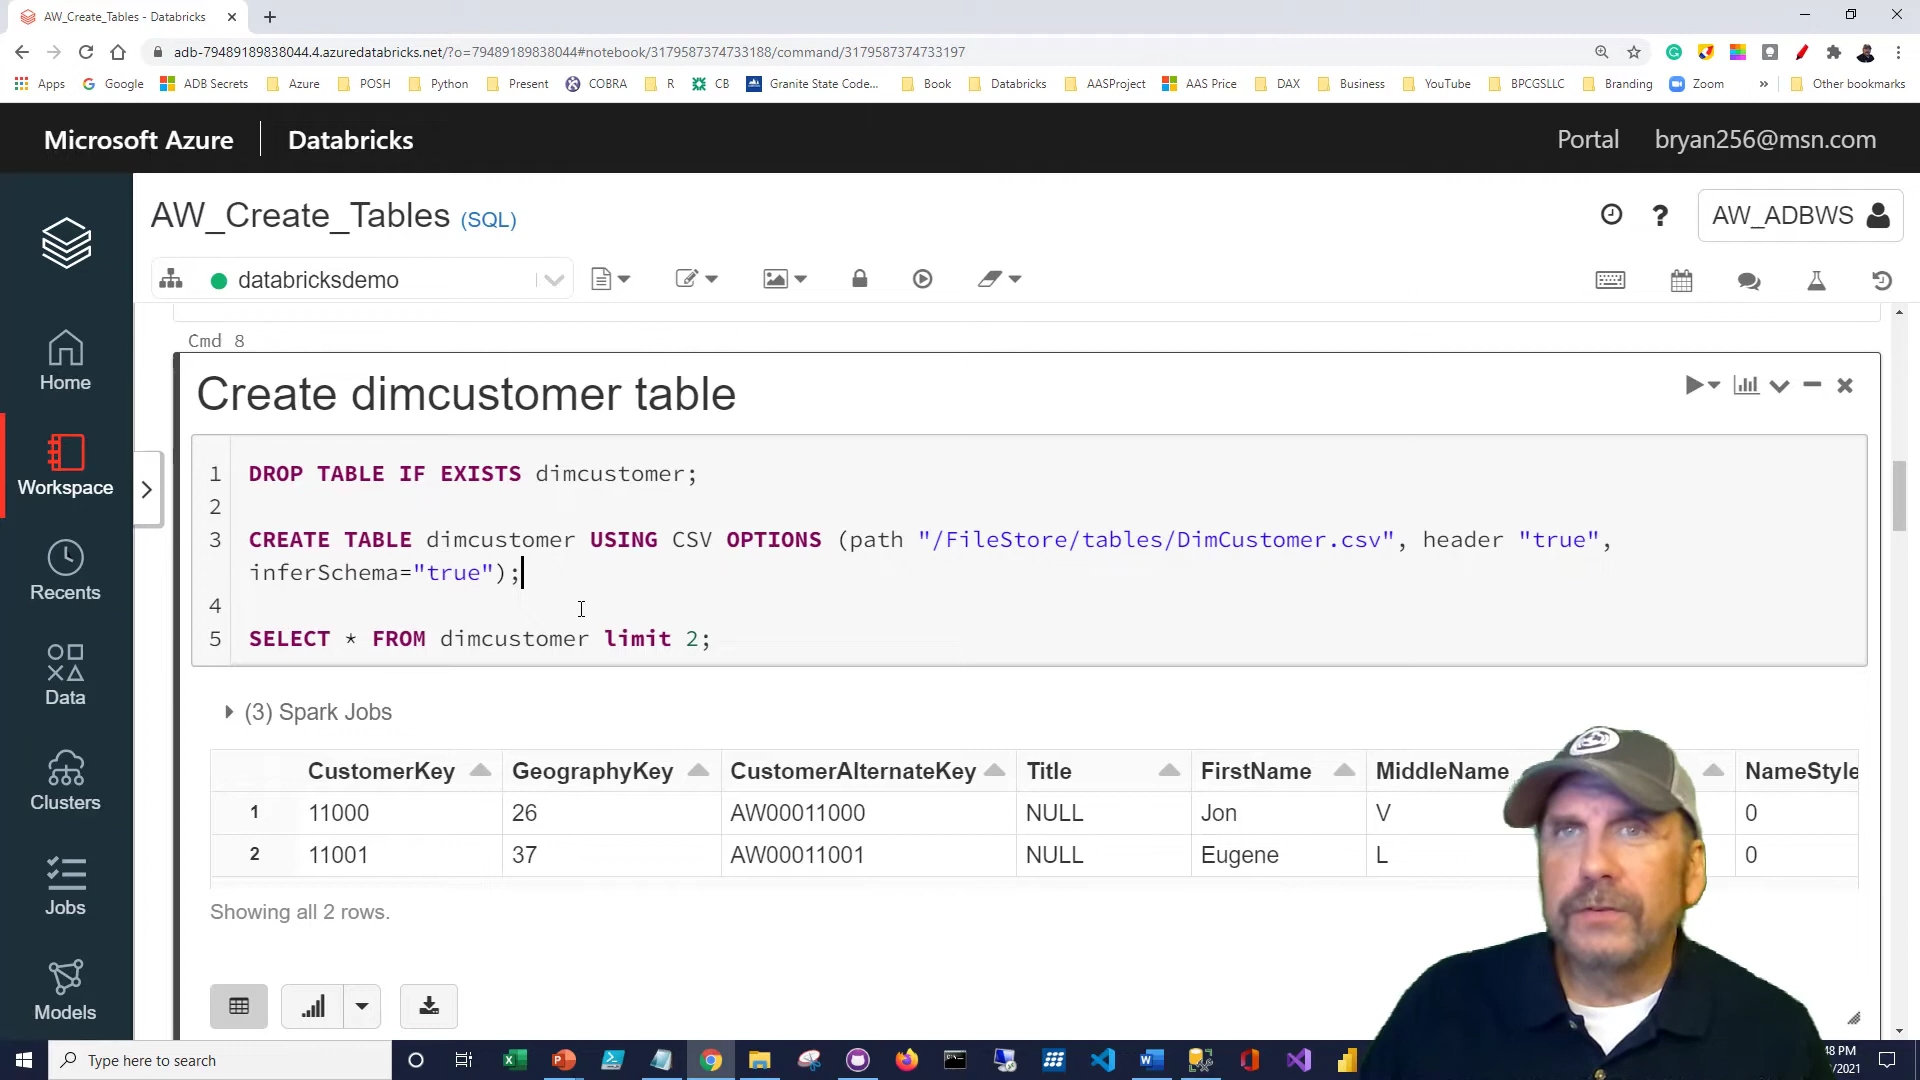 AW_Create_Tables - Databricks
adb-79489189838044.4.azuredatabricks.net/?o=79489189838044#notebook/3179587374733188/command/3179587374733197
Apps Google ADB Secrets Azure POSH Python Present COBRA R CB Granite State Code... Book Databricks AASProject AAS Price DAX Business YouTube BPCGSLLC Branding Zoom » Other bookmarks
Microsoft Azure Databricks Portal bryan256@msn.com
AW_Create_Tables (SQL) ? AW_ADBWS
databricksdemo
Cmd 8
Create dimcustomer table
1 DROP TABLE IF EXISTS dimcustomer;
2
3 CREATE TABLE dimcustomer USING CSV OPTIONS (path "/FileStore/tables/DimCustomer.csv", header "true",
inferSchema="true");
4
5 SELECT * FROM dimcustomer limit 2;
(3) Spark Jobs
CustomerKey GeographyKey CustomerAlternateKey Title FirstName MiddleName NameStyle
1 11000 26 AW00011000 NULL Jon V 0
2 11001 37 AW00011001 NULL Eugene L 0
Showing all 2 rows.
Home
Workspace
Recents
Data
Clusters
Jobs
Models
Type here to search
48 PM
/2021